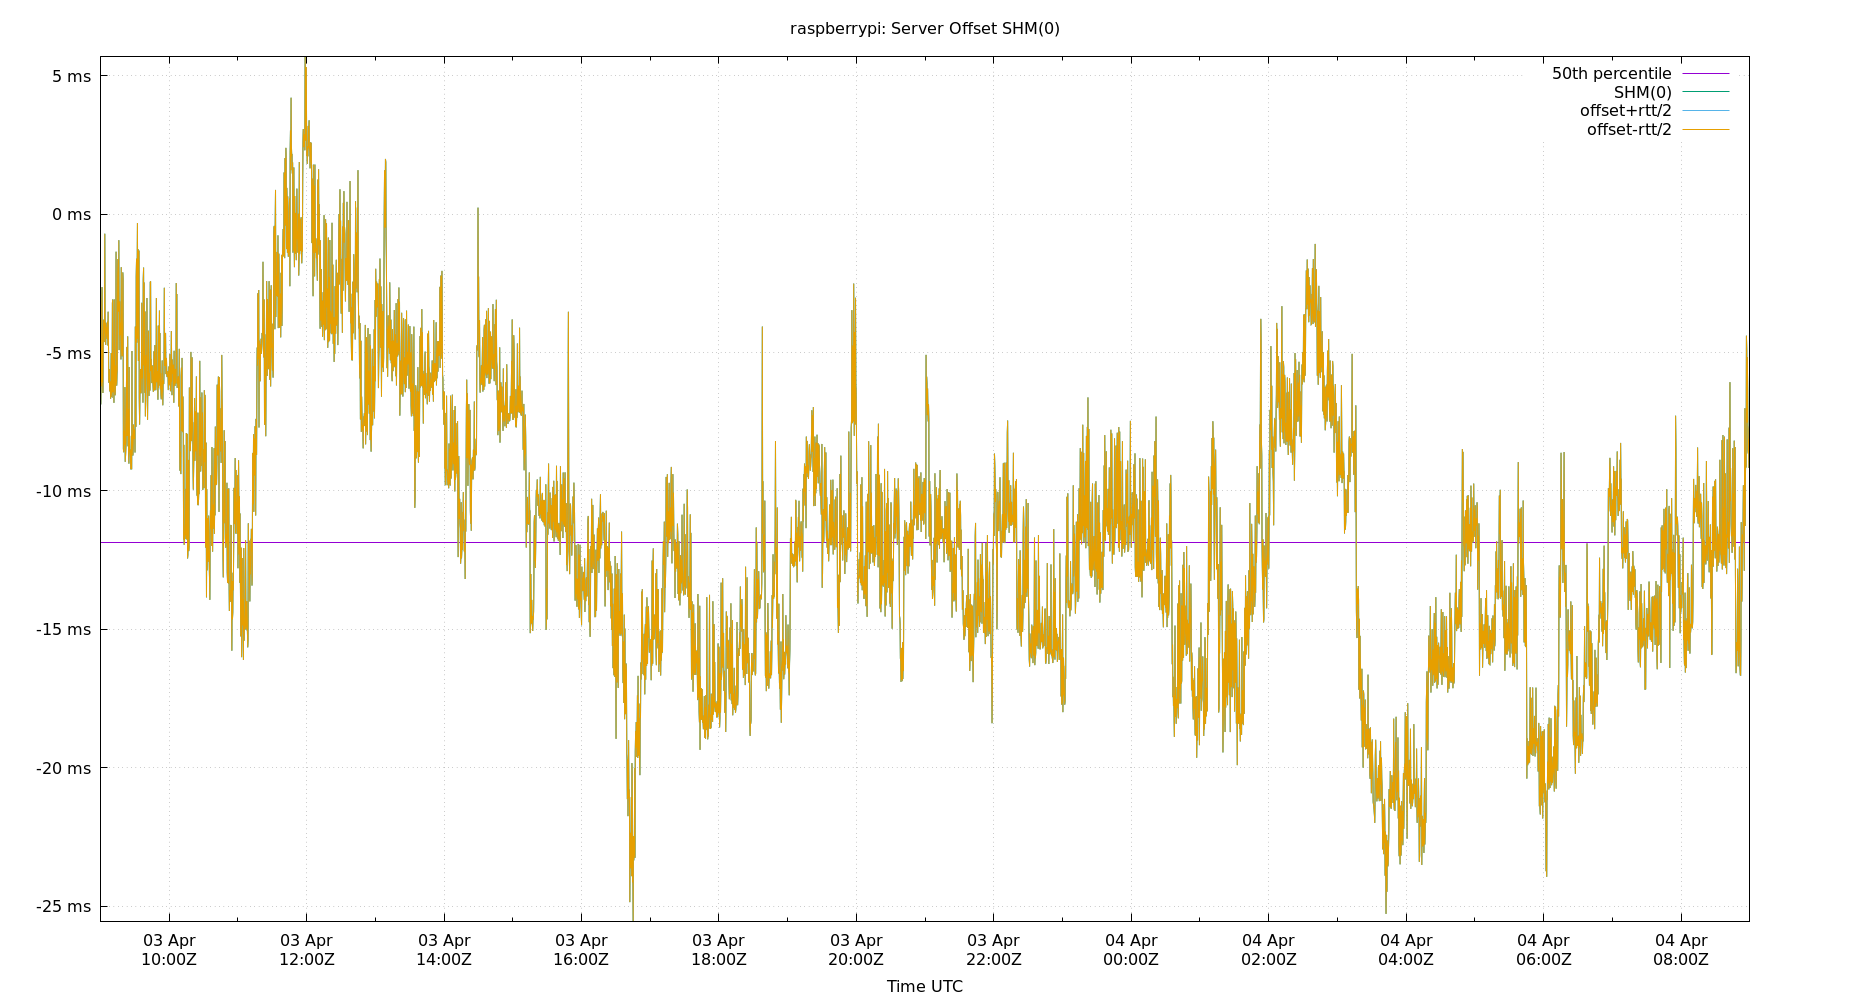 raspberrypi: Server Offset SHM(0)
50th percentile
SHM(0)
offset+rtt/2
offset-rtt/2
5 ms
0 ms
-5 ms
-10 ms
-15 ms
-20 ms
-25 ms
03 Apr 03 Apr 03 Apr 03 Apr 03 Apr 03 Apr 03 Apr 04 Apr 04 Apr 04 Apr 04 Apr 04 Apr
10:00Z 12:00Z 14:00Z 16:00Z 18:00Z 20:00Z 22:00Z 00:00Z 02:00Z 04:00Z 06:00Z 08:00Z
Time UTC